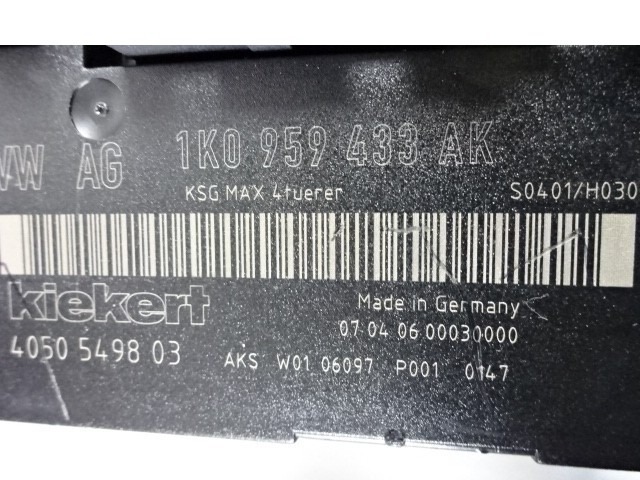 VW AG 1K0 959 433 AK
KSG MAX 4tuerer S0401/H030
kiekert Made in Germany
07 04 06 00030000
4050 5498 03 AKS W01 06097 P001 0147